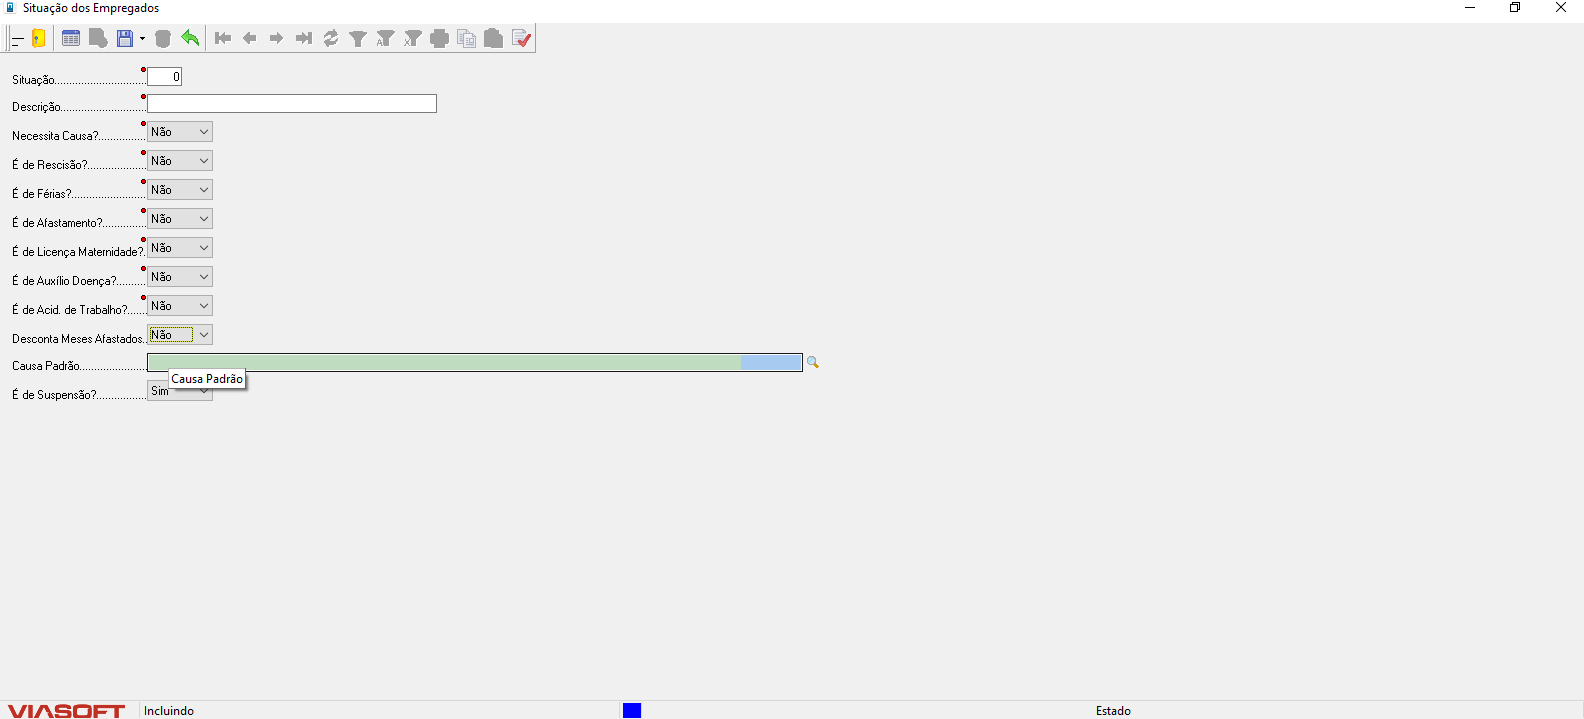 Situação dos Empregados
Situação............................... 0
Descrição.............................
Necessita Causa?................ Não
É de Rescisão?.................... Não
É de Férias?......................... Não
É de Afastamento?............... Não
É de Licença Maternidade?. Não
É de Auxílio Doença?.......... Não
É de Acid. de Trabalho?...... Não
Desconta Meses Afastados.. Não
Causa Padrão.......................
Causa Padrão
É de Suspensão?................. Sim
VIASOFT Incluindo Estado